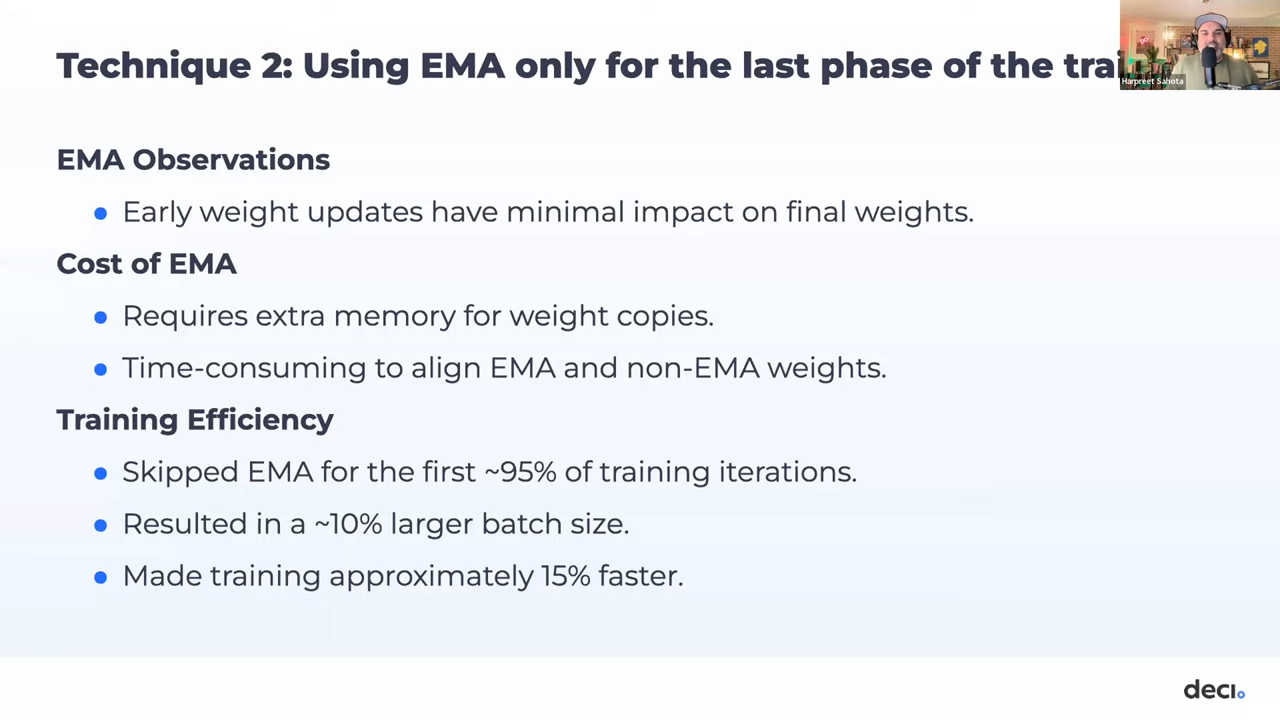 Technique 2: Using EMA only for the last phase of the trai
Harpreet Sahota
EMA Observations
● Early weight updates have minimal impact on final weights.
Cost of EMA
● Requires extra memory for weight copies.
● Time-consuming to align EMA and non-EMA weights.
Training Efficiency
● Skipped EMA for the first ~95% of training iterations.
● Resulted in a ~10% larger batch size.
● Made training approximately 15% faster.
deci.